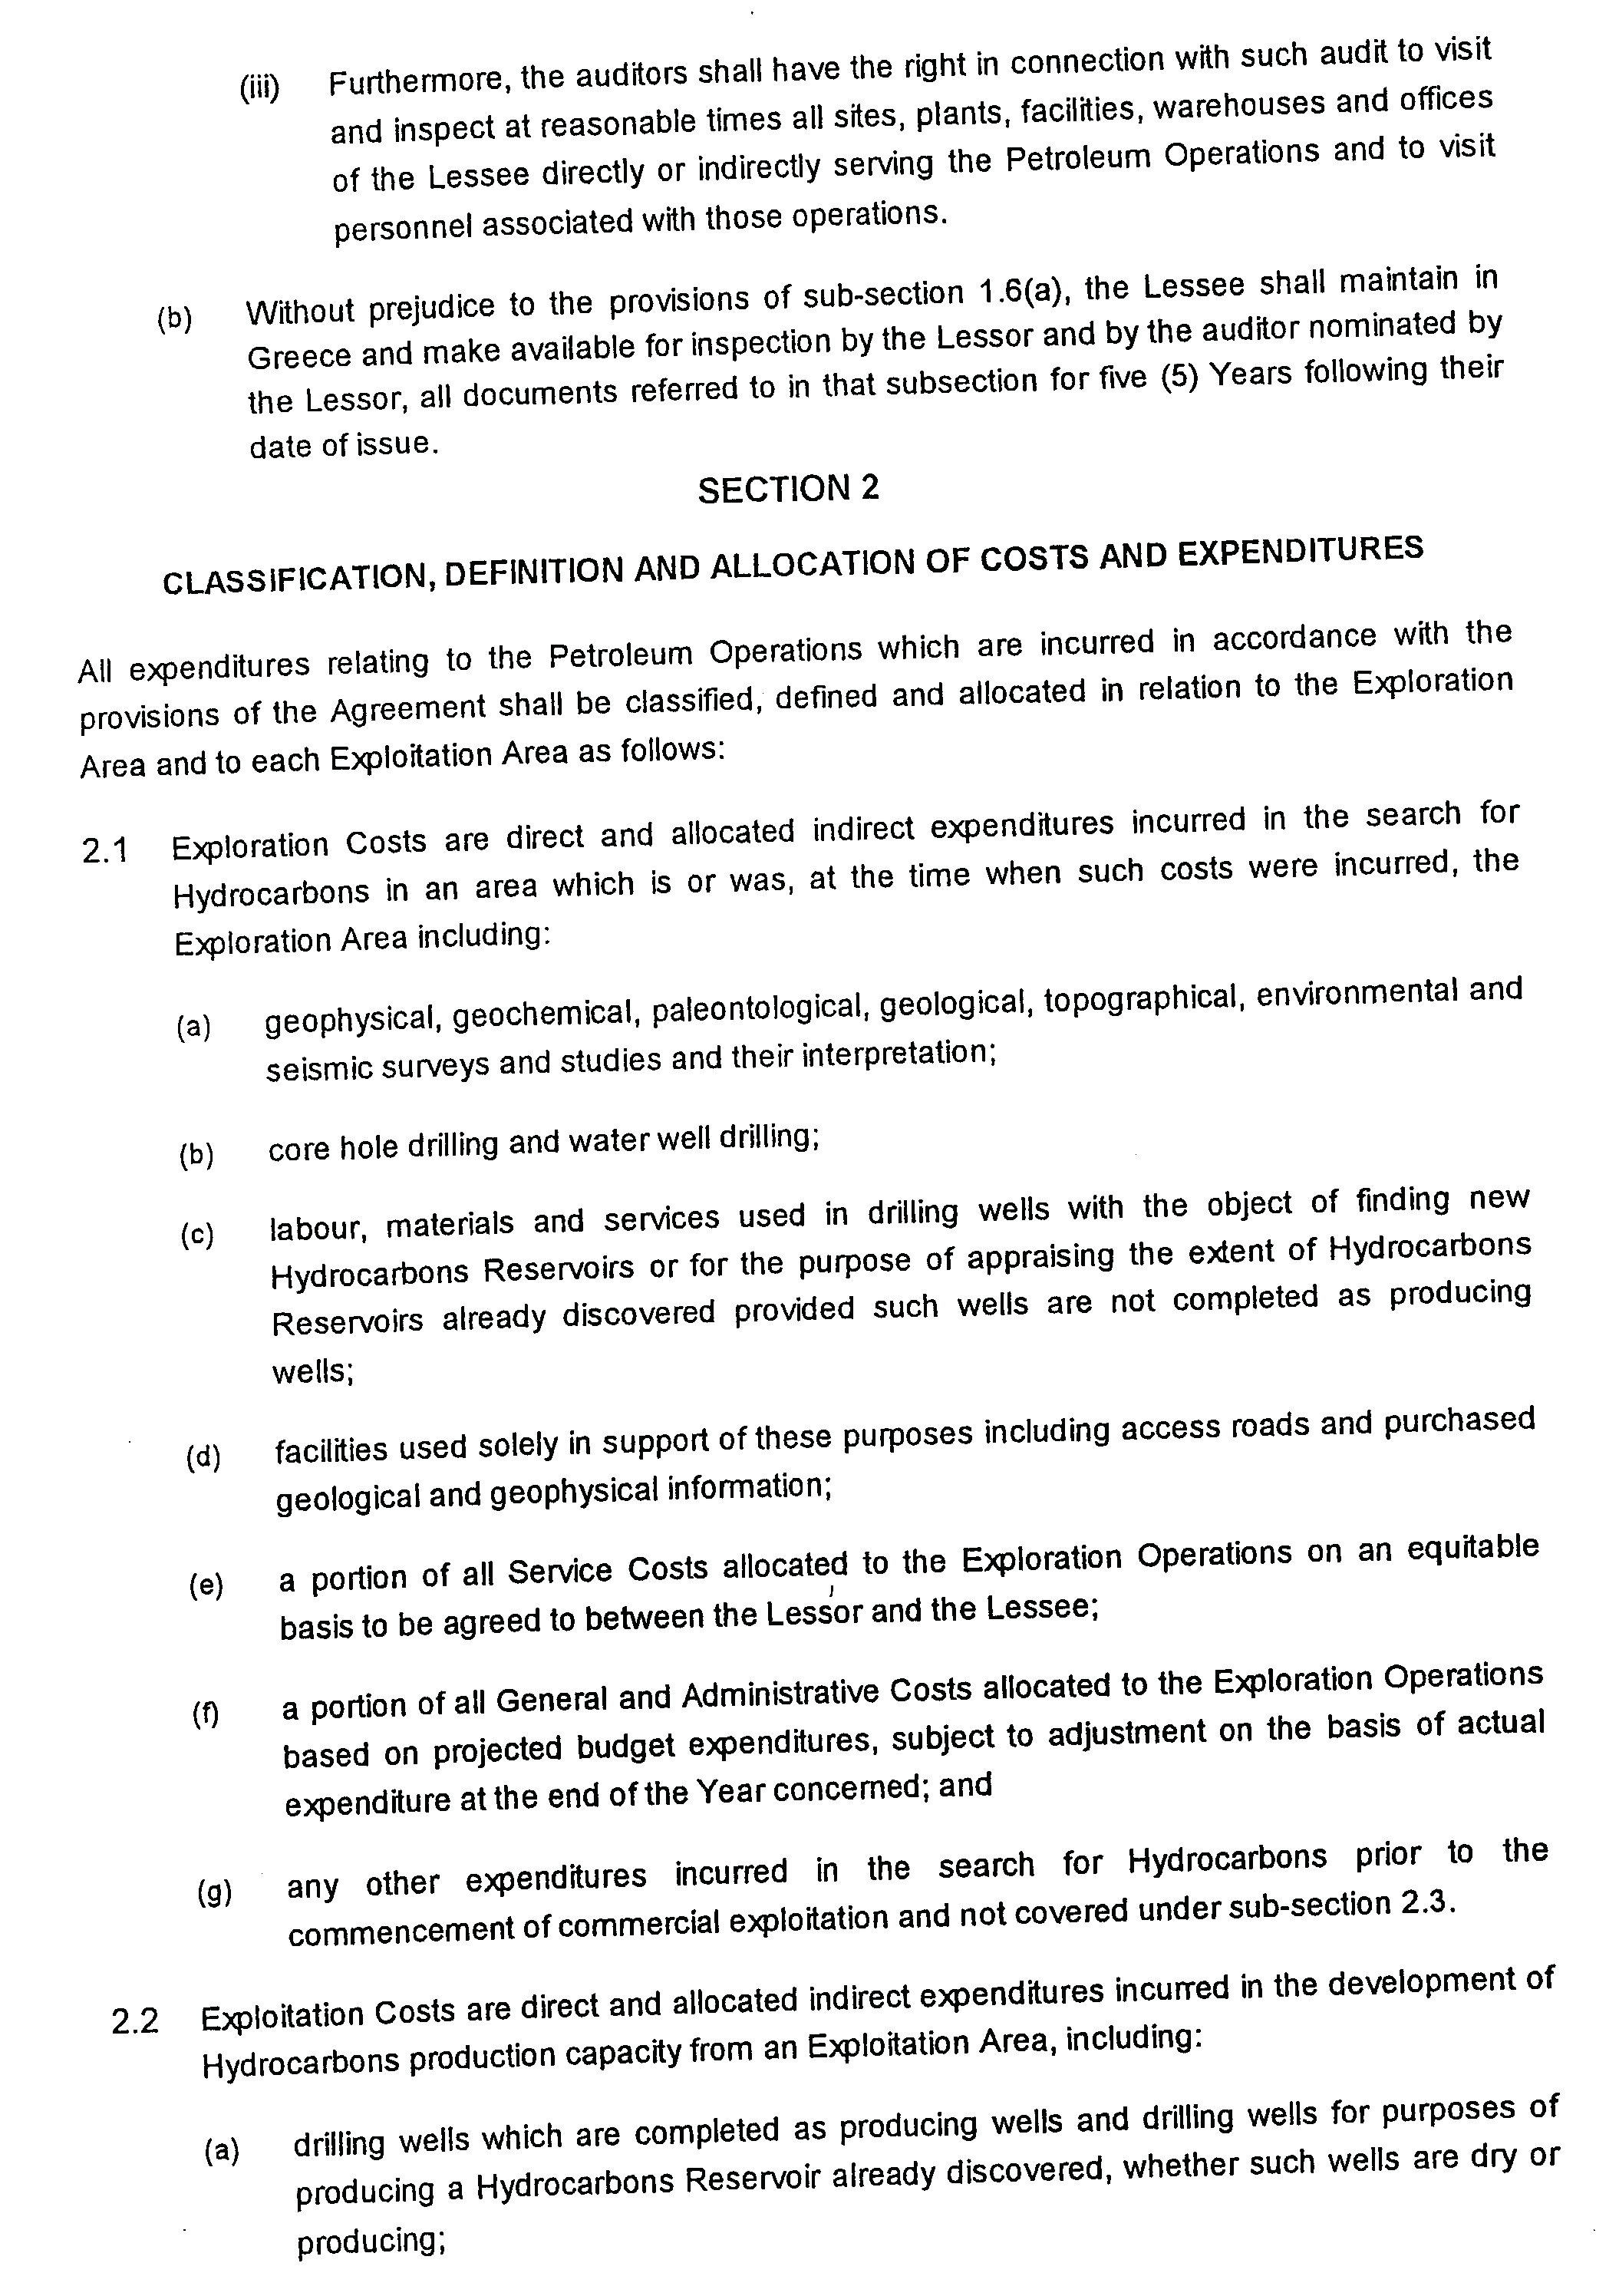 (iii) Furthermore, the auditors shall have the right in connection with such audit to visit
and inspect at reasonable times all sites, plants, facilities, warehouses and offices
of the Lessee directly or indirectly serving the Petroleum Operations and to visit
personnel associated with those operations.
(b) Without prejudice to the provisions of sub-section 1.6(a), the Lessee shall maintain in
Greece and make available for inspection by the Lessor and by the auditor nominated by
the Lessor, all documents referred to in that subsection for five (5) Years following their
date of issue.
SECTION 2
CLASSIFICATION, DEFINITION AND ALLOCATION OF COSTS AND EXPENDITURES
All expenditures relating to the Petroleum Operations which are incurred in accordance with the
provisions of the Agreement shall be classified, defined and allocated in relation to the Exploration
Area and to each Exploitation Area as follows:
2.1 Exploration Costs are direct and allocated indirect expenditures incurred in the search for
Hydrocarbons in an area which is or was, at the time when such costs were incurred, the
Exploration Area including:
(a) geophysical, geochemical, paleontological, geological, topographical, environmental and
seismic surveys and studies and their interpretation;
(b) core hole drilling and water well drilling;
(c) labour, materials and services used in drilling wells with the object of finding new
Hydrocarbons Reservoirs or for the purpose of appraising the extent of Hydrocarbons
Reservoirs already discovered provided such wells are not completed as producing
wells;
(d) facilities used solely in support of these purposes including access roads and purchased
geological and geophysical information;
(e) a portion of all Service Costs allocated to the Exploration Operations on an equitable
basis to be agreed to between the Lessor and the Lessee;
(f) a portion of all General and Administrative Costs allocated to the Exploration Operations
based on projected budget expenditures, subject to adjustment on the basis of actual
expenditure at the end of the Year concerned; and
(g) any other expenditures incurred in the search for Hydrocarbons prior to the
commencement of commercial exploitation and not covered under sub-section 2.3.
2.2 Exploitation Costs are direct and allocated indirect expenditures incurred in the development of
Hydrocarbons production capacity from an Exploitation Area, including:
(a) drilling wells which are completed as producing wells and drilling wells for purposes of
producing a Hydrocarbons Reservoir already discovered, whether such wells are dry or
producing;